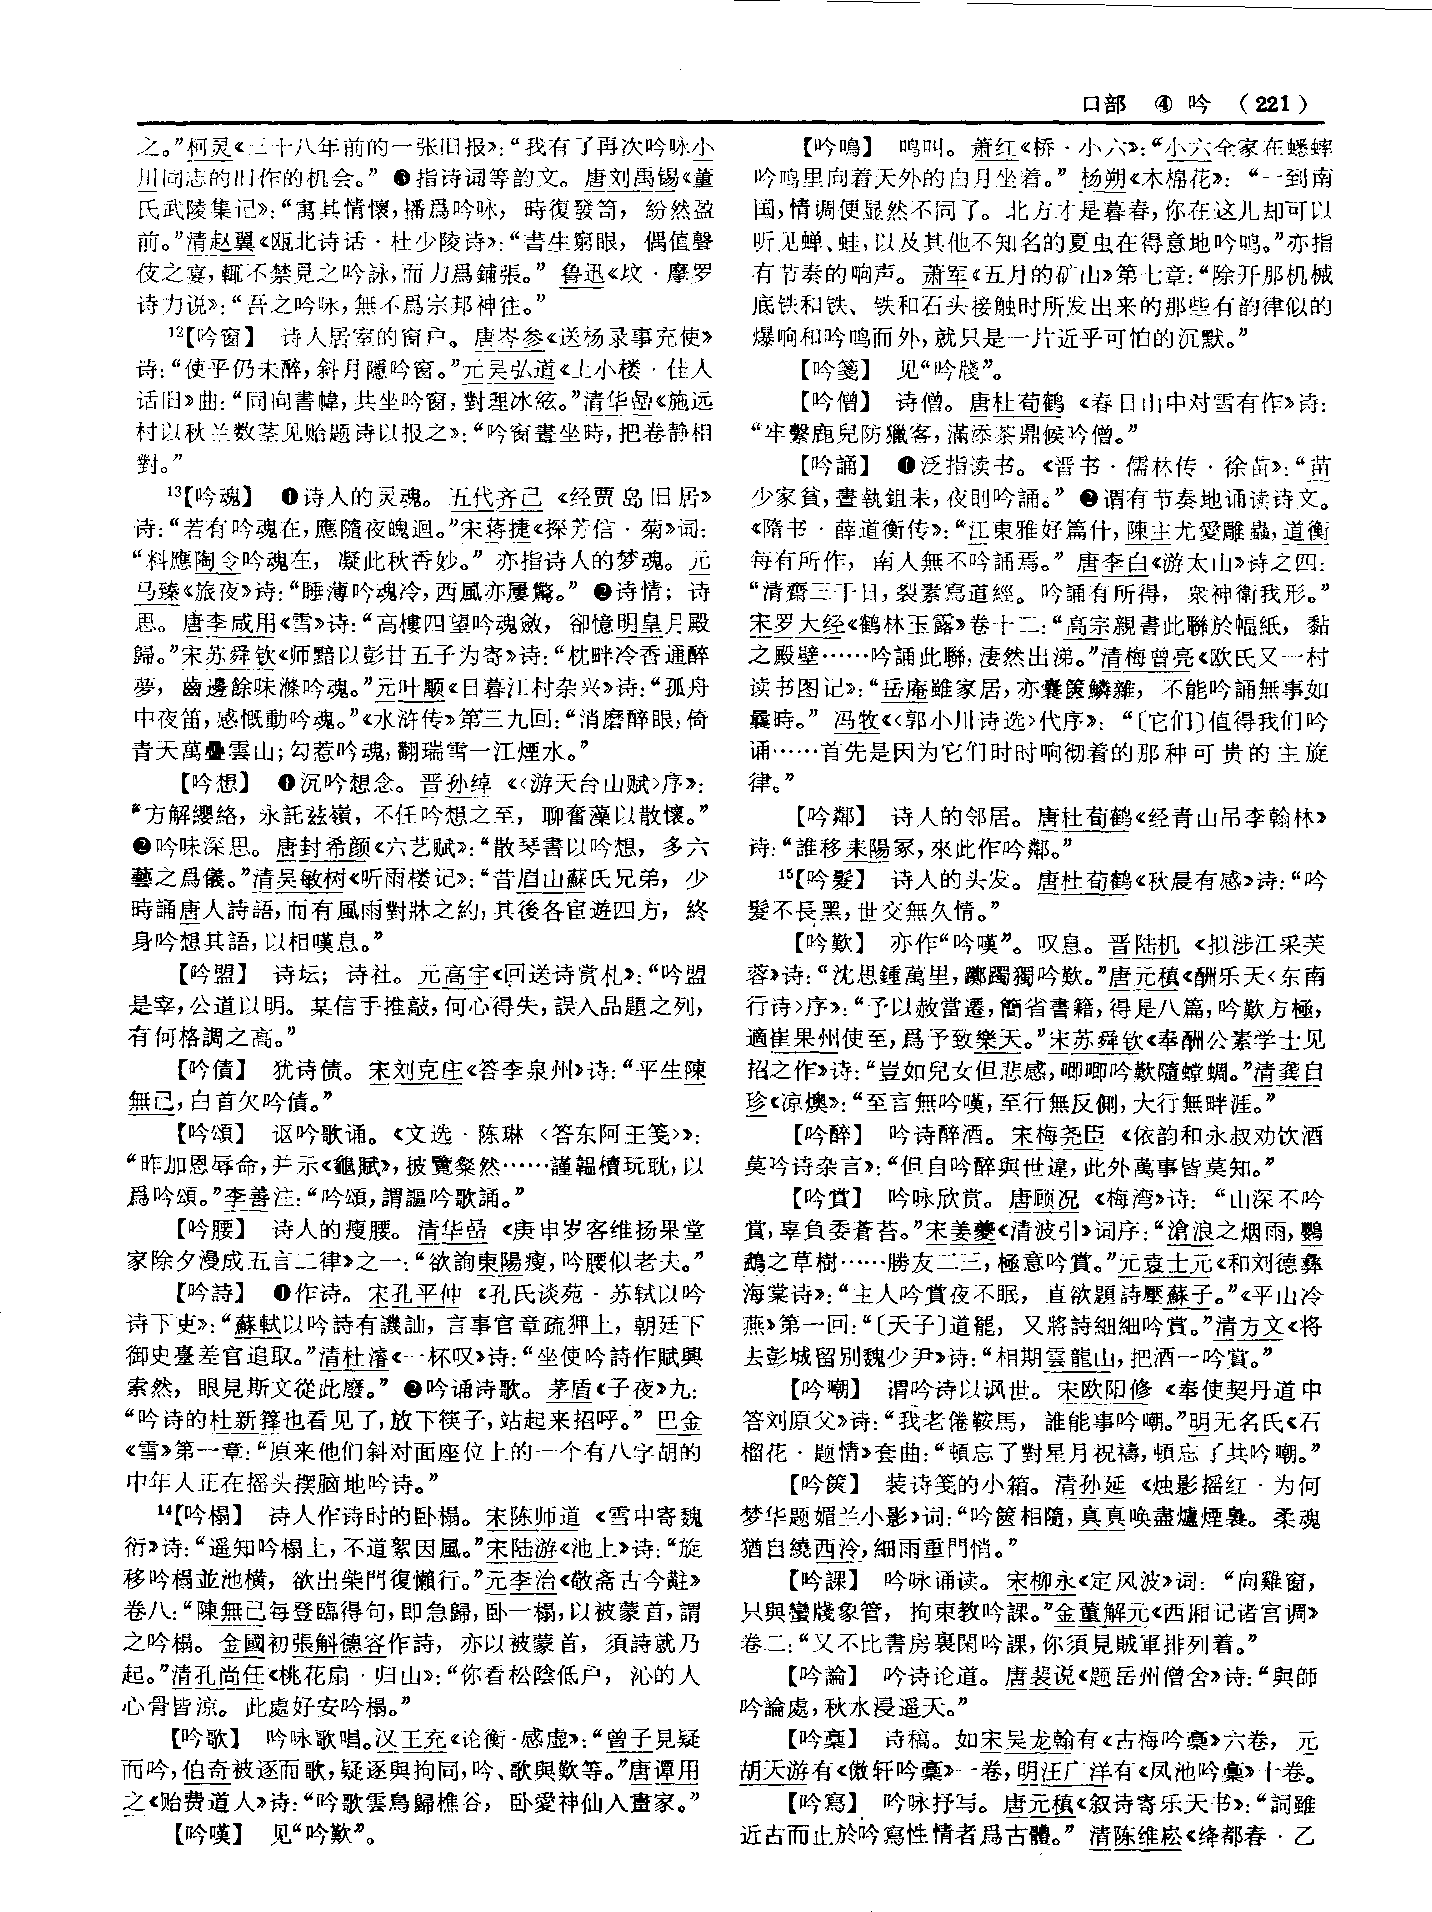 口部 ④ 吟 （221）
之。”柯灵《三十八年前的一张旧报》：“我有了再次吟咏小
川同志的旧作的机会。” ❸指诗词等韵文。 唐刘禹锡《董
氏武陵集记》：“寓其情懷，播爲吟咏， 時復發笥， 紛然盈
前。”清赵翼《瓯北诗话·杜少陵诗》：“書生窮眼， 偶值聲
伎之宴，輒不禁見之吟詠，而力爲鋪張。” 鲁迅《坟·摩罗
诗力说》：“吾之吟咏，無不爲宗邦神往。”
12【吟窗】 诗人居室的窗户。 唐岑参《送杨录事充使》
诗：“使乎仍未醉，斜月隱吟窗。”元吴弘道《上小楼·佳人
话旧》曲：“同向書幃，共坐吟窗，對理冰絃。”清华嵒《施远
村以秋兰数茎见贻题诗以报之》：“吟窗晝坐時，把卷静相
對。”
13【吟魂】 ❶诗人的灵魂。 五代齐己 《经贾岛旧居》
诗：“若有吟魂在，應隨夜魄迴。”宋蒋捷《探芳信·菊》词：
“料應陶令吟魂在， 凝此秋香妙。” 亦指诗人的梦魂。 元
马臻《旅夜》诗：“睡薄吟魂冷，西風亦屢驚。” ❷诗情；诗
思。 唐李咸用《雪》诗：“高樓四望吟魂斂， 卻憶明皇月殿
歸。”宋苏舜钦《师黯以彭甘五子为寄》诗：“枕畔冷香通醉
夢， 齒邊餘味滌吟魂。”元叶颙《日暮江村杂兴》诗：“孤舟
中夜笛，感慨動吟魂。”《水浒传》第三九回：“消磨醉眼，倚
青天萬疊雲山；勾惹吟魂，翻瑞雪一江煙水。”
【吟想】 ❶沉吟想念。 晋孙绰 《〈游天台山赋〉序》：
“方解纓絡， 永託兹嶺， 不任吟想之至， 聊奮藻以散懷。”
❷吟味深思。 唐封希颜《六艺赋》：“散琴書以吟想， 多六
藝之爲儀。”清吴敏树《听雨楼记》：“昔眉山蘇氏兄弟， 少
時誦唐人詩語，而有風雨對牀之約，其後各宦遊四方， 終
身吟想其語，以相嘆息。”
【吟盟】 诗坛；诗社。 元高宇《回送诗赏札》：“吟盟
是宰，公道以明。 某信于推敲，何心得失，誤入品題之列，
有何格調之高。”
【吟債】 犹诗债。 宋刘克庄《答李泉州》诗：“平生陳
無己，白首欠吟債。”
【吟頌】 讴吟歌诵。《文选·陈琳〈答东阿王笺〉》：
“昨加恩辱命，并示《龜賦》，披覽粲然……謹韞櫝玩耽，以
爲吟頌。”李善注：“吟頌，謂謳吟歌誦。”
【吟腰】 诗人的瘦腰。 清华嵒 《庚申岁客维扬果堂
家除夕漫成五言二律》之一：“欲詢東陽瘦，吟腰似老夫。”
【吟詩】 ❶作诗。 宋孔平仲 《孔氏谈苑·苏轼以吟
诗下吏》：“蘇軾以吟詩有譏訕，言事官章疏狎上，朝廷下
御史臺差官追取。”清杜濬《一杯叹》诗：“坐使吟詩作賦興
索然， 眼見斯文從此廢。” ❷吟诵诗歌。 茅盾《子夜》九：
“吟诗的杜新箨也看见了，放下筷子，站起来招呼。” 巴金
《雪》第一章：“原来他们斜对面座位上的一个有八字胡的
中年人正在摇头摆脑地吟诗。”
14【吟榻】 诗人作诗时的卧榻。 宋陈师道 《雪中寄魏
衍》诗：“遥知吟榻上，不道絮因風。”宋陆游《池上》诗：“旋
移吟榻並池横， 欲出柴門復懶行。”元李治《敬斋古今黈》
卷八：“陳無己每登臨得句，即急歸，卧一榻，以被蒙首，謂
之吟榻。 金國初張斛德容作詩， 亦以被蒙首， 須詩就乃
起。”清孔尚任《桃花扇·归山》：“你看松陰低户， 沁的人
心骨皆涼。 此處好安吟榻。”
【吟歌】 吟咏歌唱。汉王充《论衡·感虚》：“曾子見疑
而吟，伯奇被逐而歌，疑逐與拘同，吟、歌與歎等。”唐谭用
之《贻费道人》诗：“吟歌雲鳥歸樵谷， 卧愛神仙入畫家。”
【吟嘆】 见“吟歎”。
【吟鳴】 鸣叫。 萧红《桥·小六》：“小六全家在蟋蟀
吟鸣里向着天外的白月坐着。” 杨朔《木棉花》： “一到南
国，情调便显然不同了。 北方才是暮春，你在这儿却可以
听见蝉、蛙，以及其他不知名的夏虫在得意地吟鸣。”亦指
有节奏的响声。 萧军《五月的矿山》第七章：“除开那机械
底铁和铁、铁和石头接触时所发出来的那些有韵律似的
爆响和吟鸣而外，就只是一片近乎可怕的沉默。”
【吟箋】 见“吟牋”。
【吟僧】 诗僧。 唐杜荀鹤 《春日山中对雪有作》诗：
“牢繫鹿兒防獵客，滿添茶鼎候吟僧。”
【吟誦】 ❶泛指读书。《晋书·儒林传·徐苗》：“苗
少家貧，晝執鉏耒，夜則吟誦。” ❷谓有节奏地诵读诗文。
《隋书·薛道衡传》：“江東雅好篇什，陳主尤愛雕蟲，道衡
每有所作， 南人無不吟誦焉。” 唐李白《游太山》诗之四：
“清齋三千日，裂素寫道經。 吟誦有所得， 衆神衛我形。”
宋罗大经《鹤林玉露》卷十二：“高宗親書此聯於幅紙， 黏
之殿壁……吟誦此聯，淒然出涕。”清梅曾亮《欧氏又一村
读书图记》：“岳庵雖家居，亦囊篋鱗雜， 不能吟誦無事如
曩時。” 冯牧《〈郭小川诗选〉代序》： “〔它们〕值得我们吟
诵……首先是因为它们时时响彻着的那种可贵的主旋
律。”
【吟鄰】 诗人的邻居。 唐杜荀鹤《经青山吊李翰林》
诗：“誰移耒陽冢，來此作吟鄰。”
15【吟髮】 诗人的头发。 唐杜荀鹤《秋晨有感》诗：“吟
髮不長黑，世交無久情。”
【吟歎】 亦作“吟嘆”。 叹息。 晋陆机 《拟涉江采芙
蓉》诗：“沈思鍾萬里，躑躅獨吟歎。”唐元稹《酬乐天〈东南
行诗〉序》：“予以赦當遷，簡省書籍，得是八篇，吟歎方極，
適崔果州使至，爲予致樂天。”宋苏舜钦《奉酬公素学士见
招之作》诗：“豈如兒女但悲感，唧唧吟歎隨螳蜩。”清龚自
珍《凉燠》：“至言無吟嘆，至行無反側，大行無畔涯。”
【吟醉】 吟诗醉酒。 宋梅尧臣 《依韵和永叔劝饮酒
莫吟诗杂言》：“但自吟醉與世違，此外萬事皆莫知。”
【吟賞】 吟咏欣赏。 唐顾况 《梅湾》诗： “山深不吟
賞，辜負委蒼苔。”宋姜夔《清波引》词序：“滄浪之烟雨，鸚
鵡之草樹……勝友二三，極意吟賞。”元袁士元《和刘德彝
海棠诗》：“主人吟賞夜不眠， 直欲題詩壓蘇子。”《平山冷
燕》第一回：“〔天子〕道罷， 又將詩細細吟賞。”清方文《将
去彭城留别魏少尹》诗：“相期雲龍山，把酒一吟賞。”
【吟嘲】 谓吟诗以讽世。 宋欧阳修 《奉使契丹道中
答刘原父》诗：“我老倦鞍馬， 誰能事吟嘲。”明无名氏《石
榴花·题情》套曲：“頓忘了對星月祝禱，頓忘了共吟嘲。”
【吟篋】 装诗笺的小箱。 清孙延 《烛影摇红·为何
梦华题媚兰小影》词：“吟篋相隨，真真唤盡爐煙裊。 柔魂
猶自繞西泠，細雨重門悄。”
【吟課】 吟咏诵读。 宋柳永《定风波》词： “向雞窗，
只與蠻牋象管， 拘束教吟課。”金董解元《西厢记诸宫调》
卷二：“又不比書房裏閑吟課，你須見賊軍排列着。”
【吟論】 吟诗论道。 唐裴说《题岳州僧舍》诗：“與師
吟論處，秋水浸遥天。”
【吟稾】 诗稿。 如宋吴龙翰有《古梅吟稾》六卷， 元
胡天游有《傲轩吟稾》一卷，明汪广洋有《凤池吟稾》十卷。
【吟寫】 吟咏抒写。 唐元稹《叙诗寄乐天书》：“詞雖
近古而止於吟寫性情者爲古體。” 清陈维崧《绛都春·乙